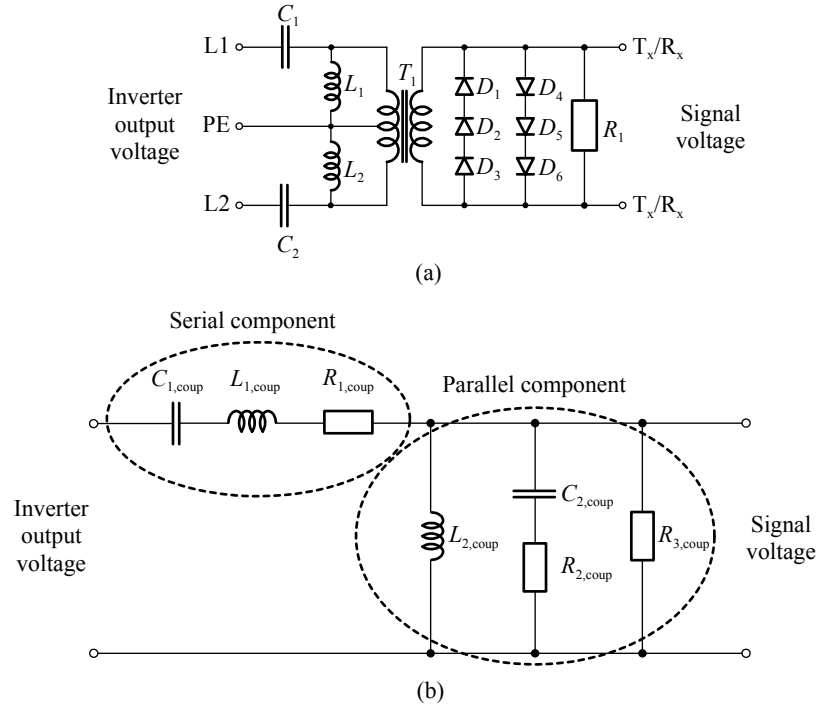 C1
L1
Tx/Rx
L1
T1
D1
D4
Inverter
output
voltage
PE
D2
D5
R1
Signal
voltage
L2
D3
D6
L2
Tx/Rx
C2
(a)
Serial component
C1,coup
L1,coup
R1,coup
Parallel component
C2,coup
Inverter
output
voltage
L2,coup
R2,coup
R3,coup
Signal
voltage
(b)